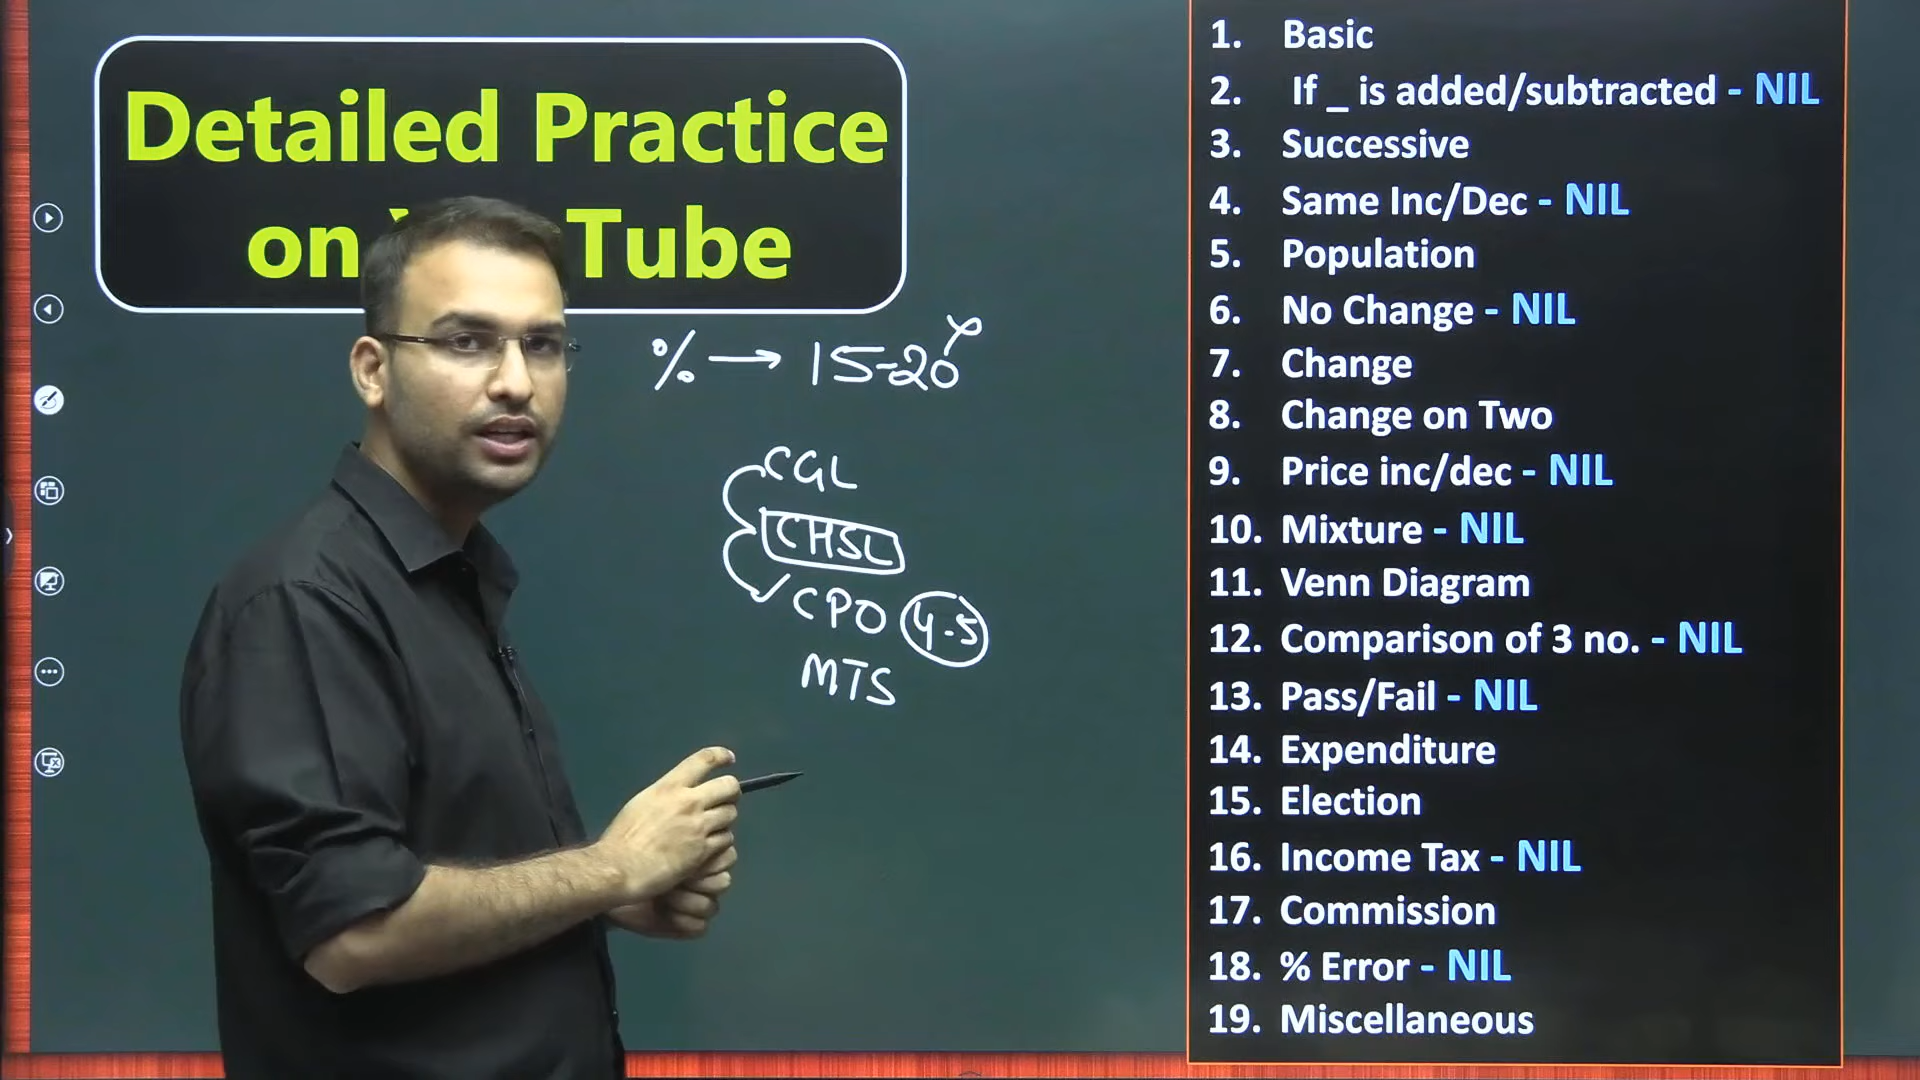 Detailed Practice
on Tube
% → 15-20
CGL
CHSL
CPO 4-5
MTS
1. Basic
2. If _ is added/subtracted - NIL
3. Successive
4. Same Inc/Dec - NIL
5. Population
6. No Change - NIL
7. Change
8. Change on Two
9. Price inc/dec - NIL
10. Mixture - NIL
11. Venn Diagram
12. Comparison of 3 no. - NIL
13. Pass/Fail - NIL
14. Expenditure
15. Election
16. Income Tax - NIL
17. Commission
18. % Error - NIL
19. Miscellaneous